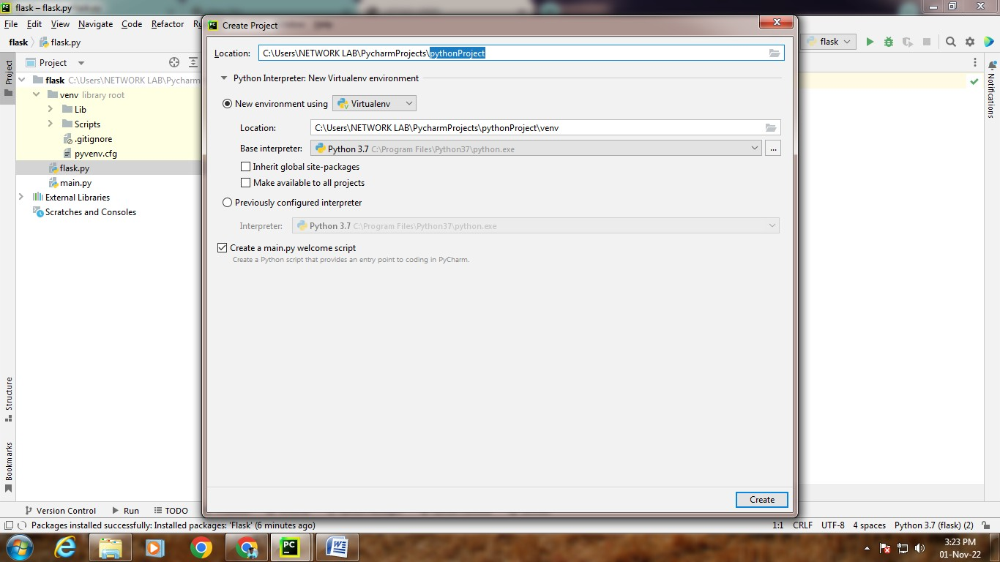 flask – flask.py
File Edit View Navigate Code Refactor
Create Project
flask flask.py
flask
Location: C:\Users\NETWORK LAB\PycharmProjects\pythonProject
Project
Project
flask C:\Users\NETWORK LAB\Pycharm
venv library root
Lib
Scripts
.gitignore
pyvenv.cfg
flask.py
main.py
External Libraries
Scratches and Consoles
Python Interpreter: New Virtualenv environment
New environment using Virtualenv
Location: C:\Users\NETWORK LAB\PycharmProjects\pythonProject\venv
Base interpreter: Python 3.7 C:\Program Files\Python37\python.exe
...
Inherit global site-packages
Make available to all projects
Previously configured interpreter
Interpreter: Python 3.7 C:\Program Files\Python37\python.exe
Create a main.py welcome script
Create a Python script that provides an entry point to coding in PyCharm.
Create
Notifications
Structure
Bookmarks
Version Control Run TODO
Packages installed successfully: Installed packages: 'Flask' (6 minutes ago)
1:1 CRLF UTF-8 4 spaces Python 3.7 (flask) (2)
3:23 PM
01-Nov-22